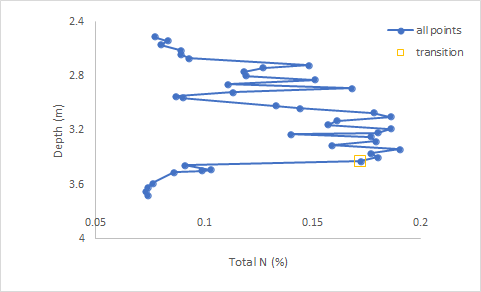 2.4
all points
transition
2.8
Depth (m)
3.2
3.6
0.05
0.1
0.15
0.2
4
Total N (%)